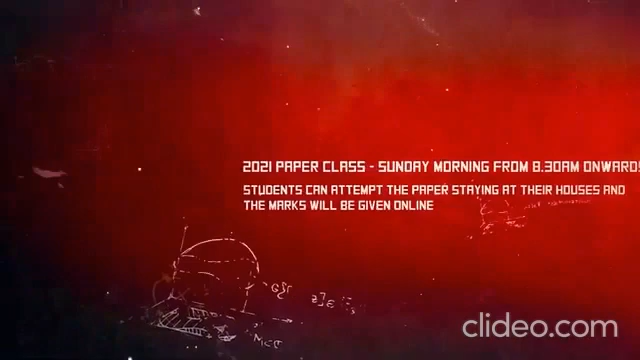 2021 PAPER CLASS - SUNDAY MORNING FROM 8.30AM ONWARDS
STUDENTS CAN ATTEMPT THE PAPER STAYING AT THEIR HOUSES AND
THE MARKS WILL BE GIVEN ONLINE
clideo.com